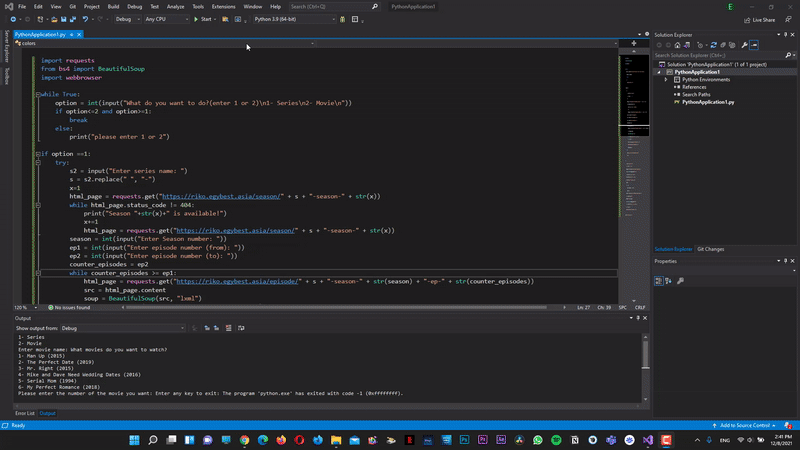 File Edit View Git Project Build Debug Test Analyze Tools Extensions Window Help Search (Ctrl+Q) PythonApplication1 E
Debug Any CPU Start Python 3.9 (64-bit) Live Share
Server Explorer
Toolbox
PythonApplication1.py
colors
import requests
from bs4 import BeautifulSoup
import webbrowser
while True:
option = int(input("What do you want to do?(enter 1 or 2)\n1- Series\n2- Movie\n"))
if option<=2 and option>=1:
break
else:
print("please enter 1 or 2")
if option ==1:
try:
s2 = input("Enter series name: ")
s = s2.replace(" ", "-")
x=1
html_page = requests.get("https://riko.egybest.asia/season/" + s + "-season-" + str(x))
while html_page.status_code != 404:
print("Season "+str(x)+" is available!")
x+=1
html_page = requests.get("https://riko.egybest.asia/season/" + s + "-season-" + str(x))
season = int(input("Enter Season number: "))
ep1 = int(input("Enter episode number (from): "))
ep2 = int(input("Enter episode number (to): "))
counter_episodes = ep2
while counter_episodes >= ep1:
html_page = requests.get("https://riko.egybest.asia/episode/" + s + "-season-" + str(season) + "-ep-" + str(counter_episodes))
src = html_page.content
soup = BeautifulSoup(src, "lxml")
120 % No issues found Ln: 27 Ch: 39 SPC CRLF
Output
Show output from: Debug
1- Series
2- Movie
Enter movie name: What movies do you want to watch?
1- Man Up (2015)
2- The Perfect Date (2019)
3- Mr. Right (2015)
4- Mike and Dave Need Wedding Dates (2016)
5- Serial Mom (1994)
6- My Perfect Romance (2018)
Please enter the number of the movie you want: Enter any key to exit: The program 'python.exe' has exited with code -1 (0xffffffff).
Error List Output
Solution Explorer
Search Solution Explorer (Ctrl+;)
Solution 'PythonApplication1' (1 of 1 project)
PythonApplication1
Python Environments
References
Search Paths
PythonApplication1.py
Solution Explorer Git Changes
Properties
Ready Add to Source Control
ENG
2:41 PM
12/8/2021